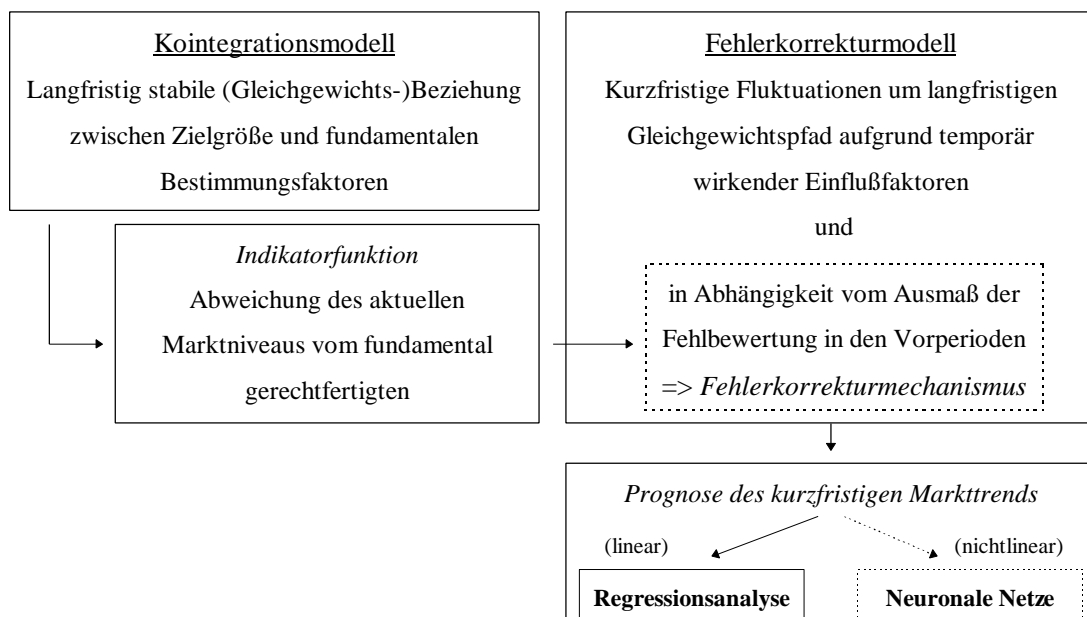 Kointegrationsmodell
Langfristig stabile (Gleichgewichts-)Beziehung
zwischen Zielgröße und fundamentalen
Bestimmungsfaktoren
Indikatorfunktion
Abweichung des aktuellen
Marktniveaus vom fundamental
gerechtfertigten
Fehlerkorrekturmodell
Kurzfristige Fluktuationen um langfristigen
Gleichgewichtspfad aufgrund temporär
wirkender Einflußfaktoren
und
in Abhängigkeit vom Ausmaß der
Fehlbewertung in den Vorperioden
=> Fehlerkorrekturmechanismus
Prognose des kurzfristigen Markttrends
(linear)
(nichtlinear)
Regressionsanalyse
Neuronale Netze